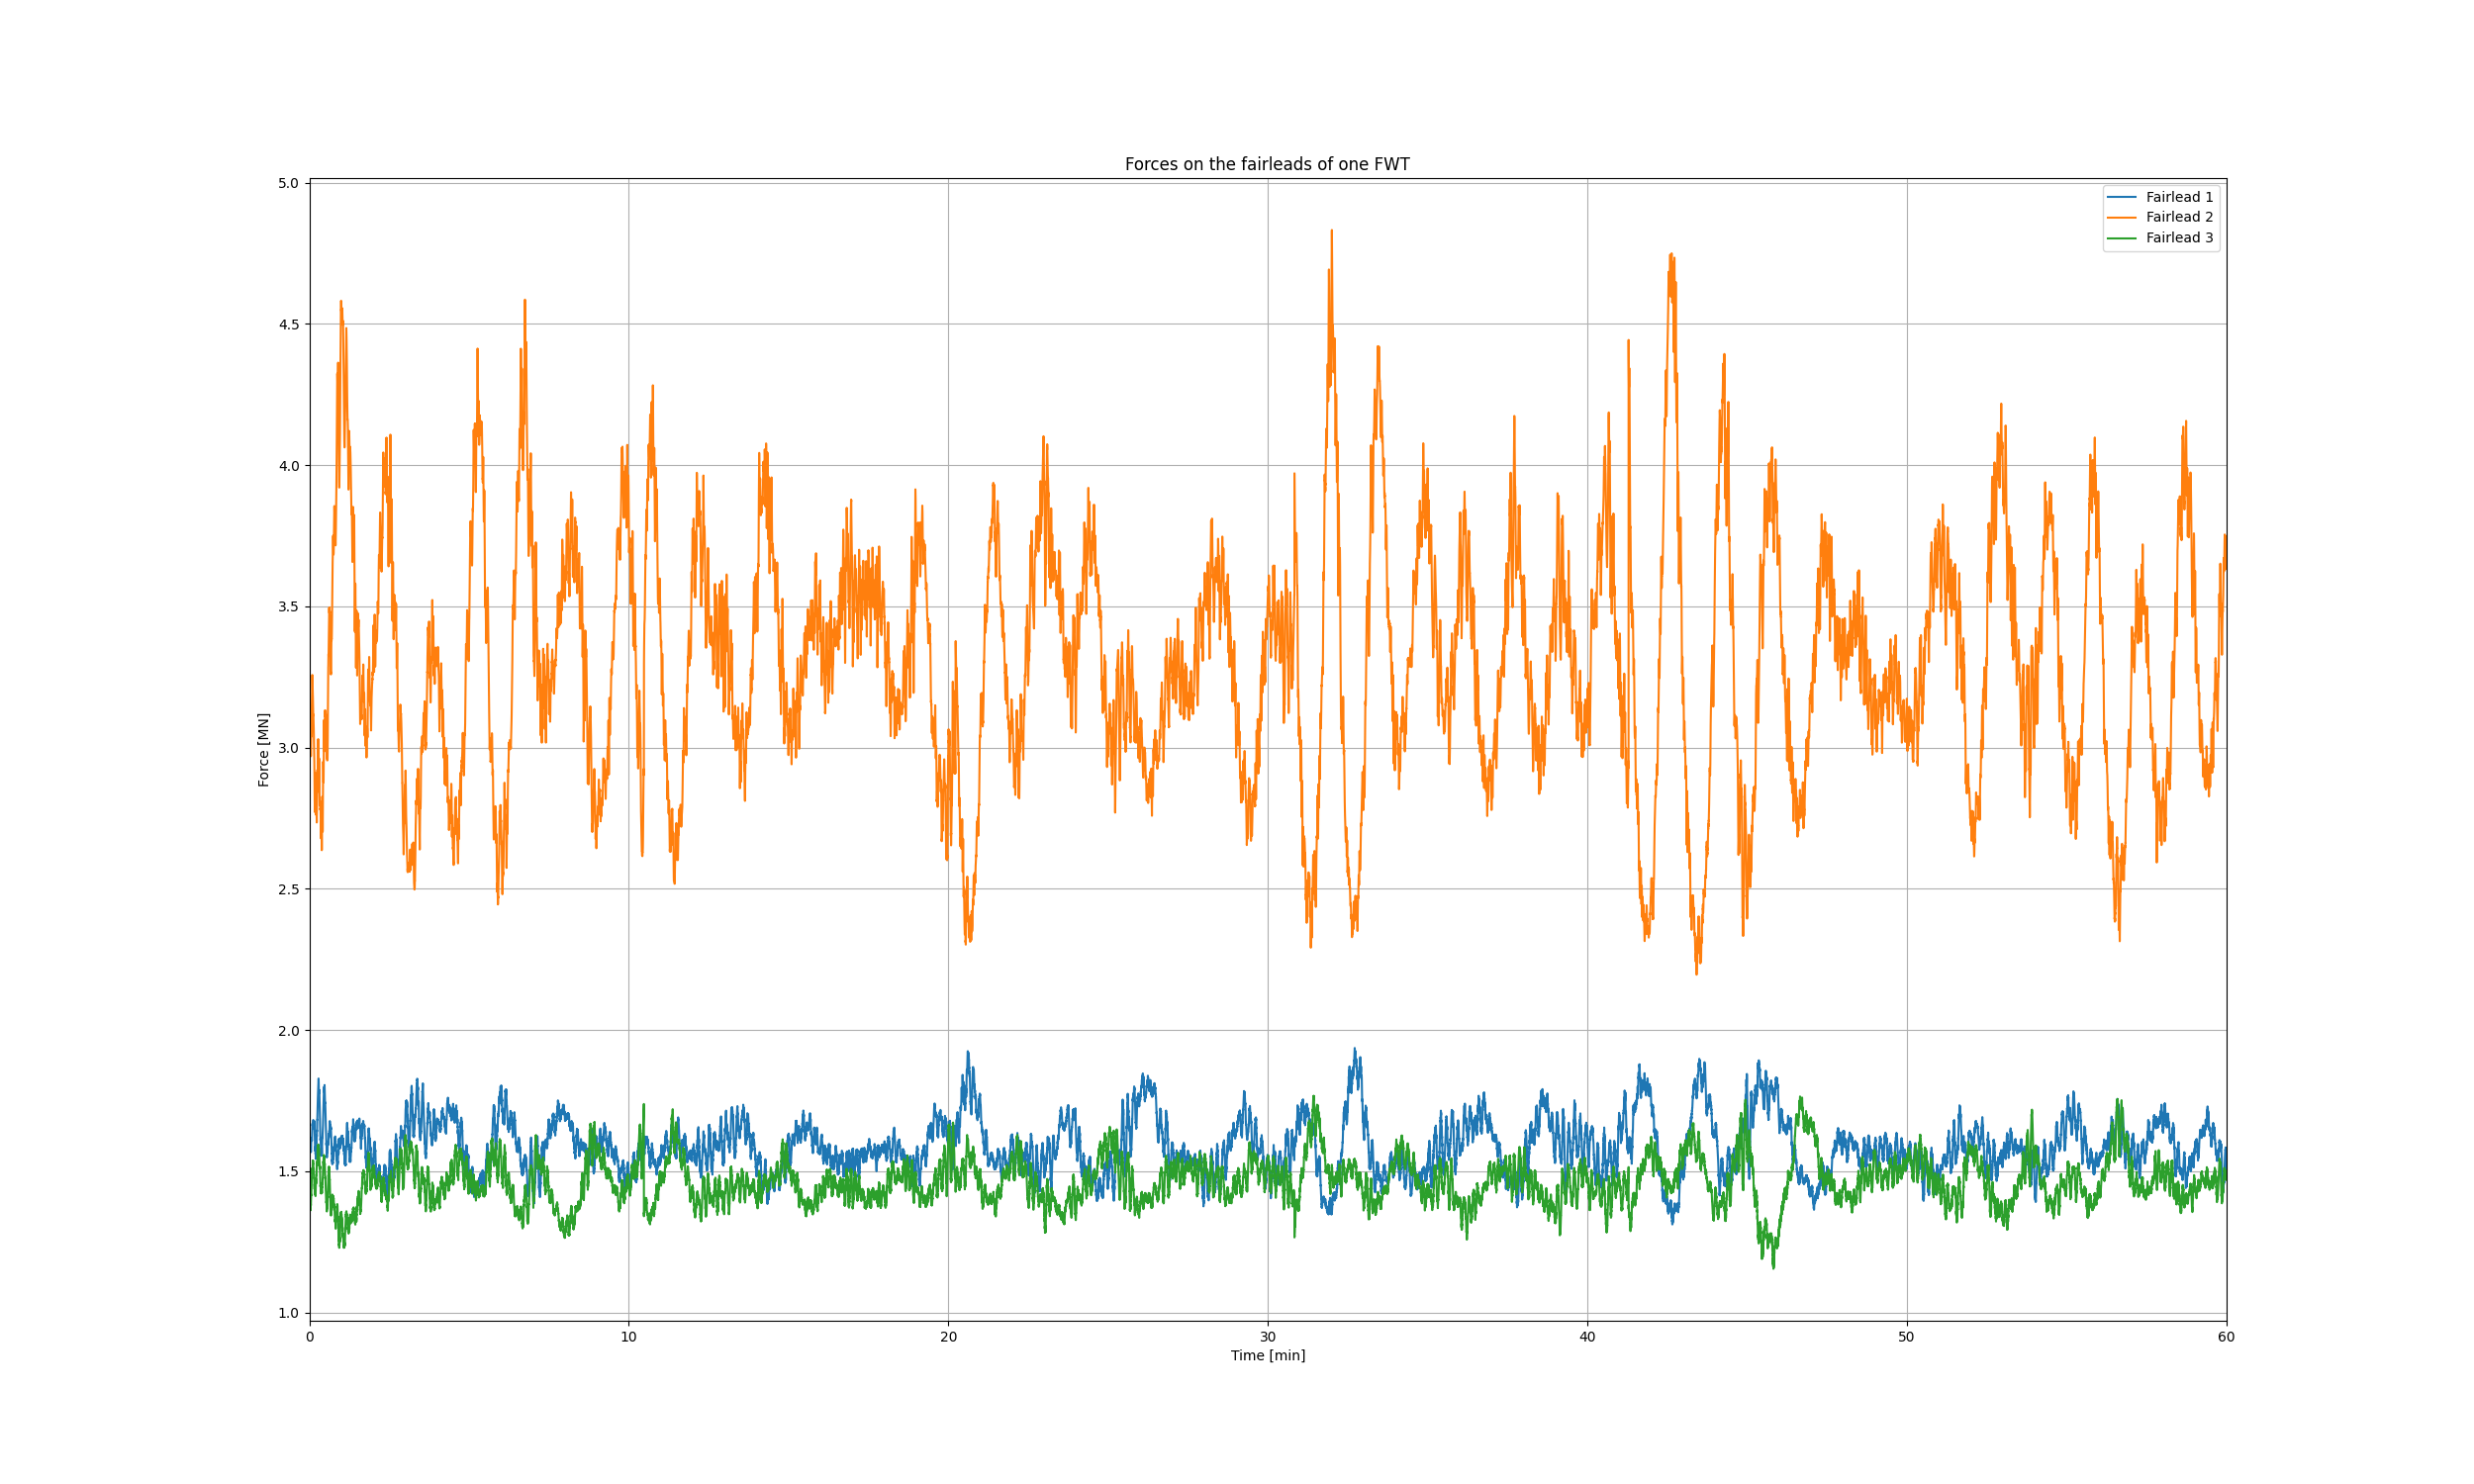 Forces on the fairleads of one FWT
Fairlead 1
Fairlead 2
Fairlead 3
Force [MN]
5.0
4.5
4.0
3.5
3.0
2.5
2.0
1.5
1.0
0 10 20 30 40 50 60
Time [min]